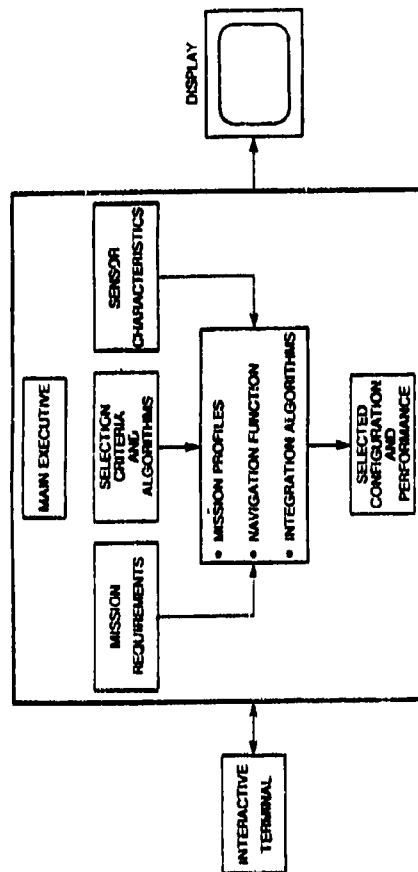 MAIN EXECUTIVE
MISSION
REQUIREMENTS
SELECTION
CRITERIA
AND
ALGORITHMS
SENSOR
CHARACTERISTICS
• MISSION PROFILES
• NAVIGATION FUNCTION
• INTEGRATION ALGORITHMS
SELECTED
CONFIGURATION
AND
PERFORMANCE
INTERACTIVE
TERMINAL
DISPLAY